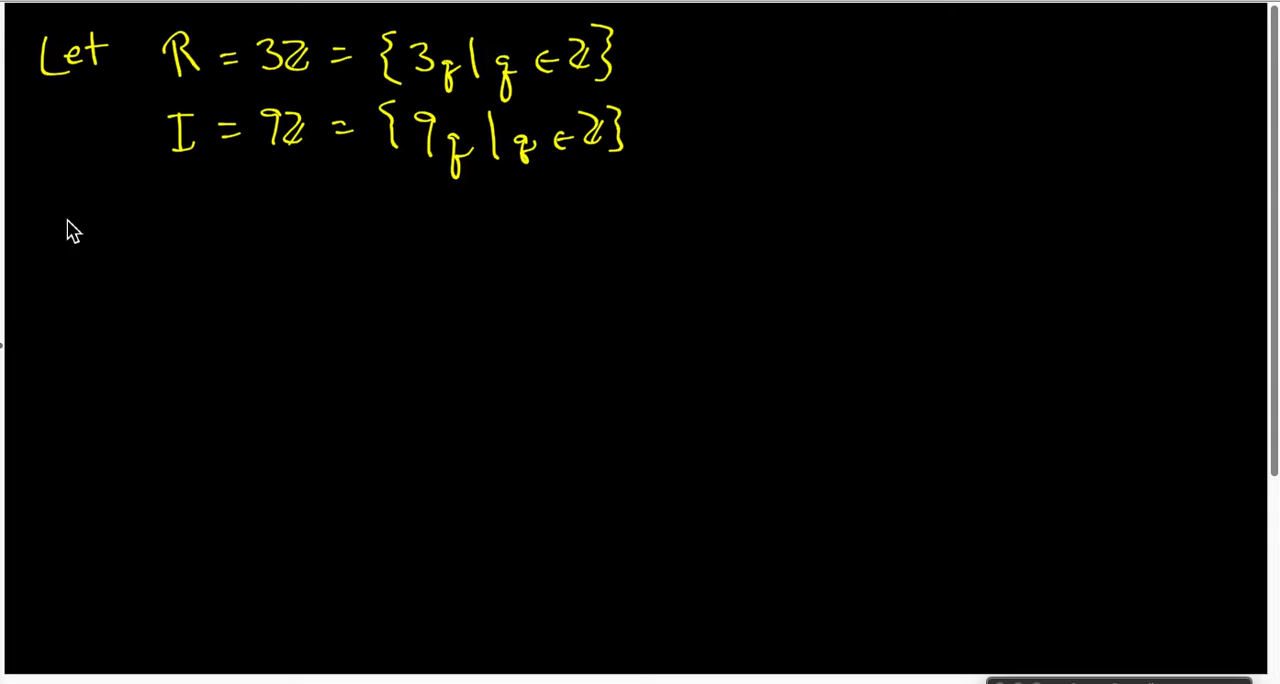 Let R = 3ℤ = {3q | q ∈ ℤ}
I = 9ℤ = {9q | q ∈ ℤ}